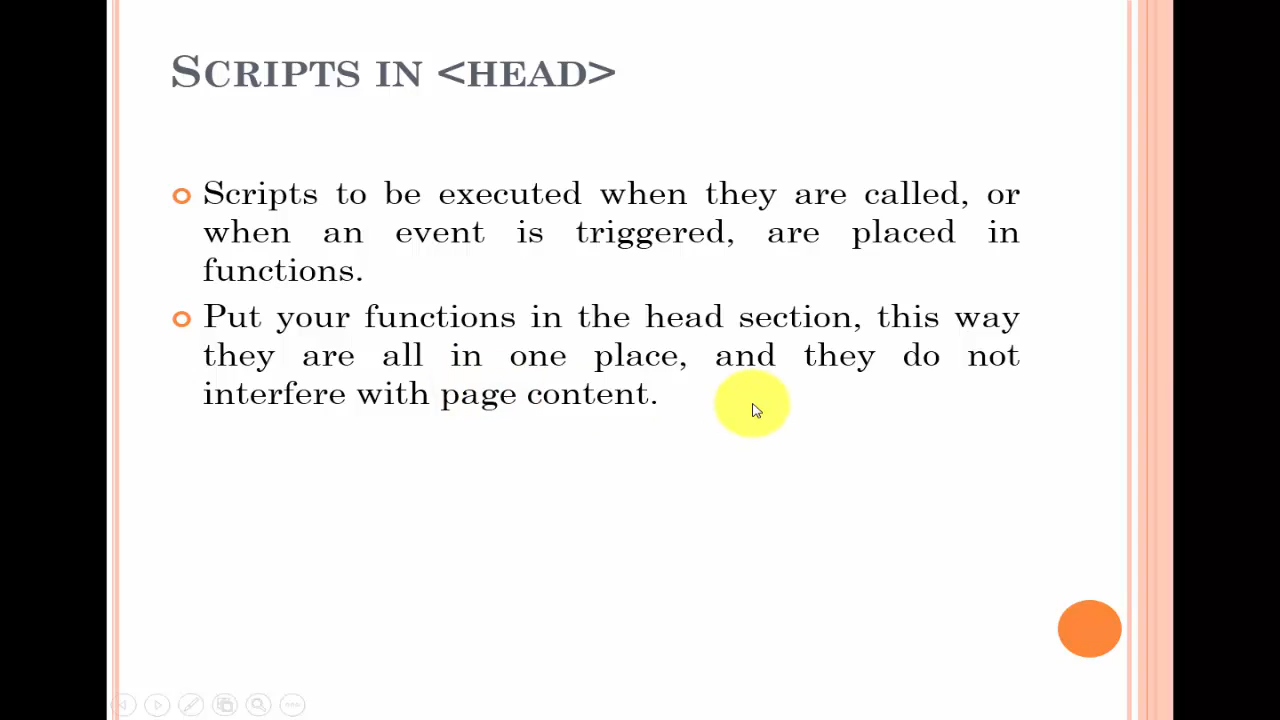 SCRIPTS IN <HEAD>
Scripts to be executed when they are called, or
when an event is triggered, are placed in
functions.
Put your functions in the head section, this way
they are all in one place, and they do not
interfere with page content.